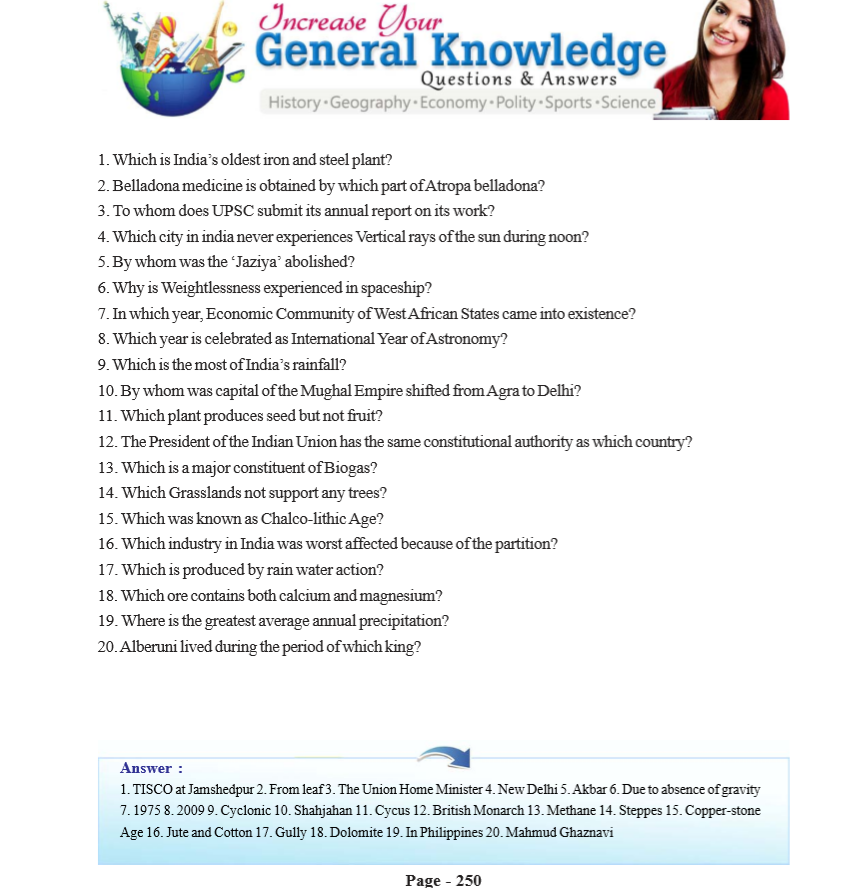 Increase Your
General Knowledge
Questions & Answers
History•Geography•Economy•Polity•Sports•Science
1. Which is India’s oldest iron and steel plant?
2. Belladona medicine is obtained by which part of Atropa belladona?
3. To whom does UPSC submit its annual report on its work?
4. Which city in india never experiences Vertical rays of the sun during noon?
5. By whom was the ‘Jaziya’ abolished?
6. Why is Weightlessness experienced in spaceship?
7. In which year, Economic Community of West African States came into existence?
8. Which year is celebrated as International Year of Astronomy?
9. Which is the most of India’s rainfall?
10. By whom was capital of the Mughal Empire shifted from Agra to Delhi?
11. Which plant produces seed but not fruit?
12. The President of the Indian Union has the same constitutional authority as which country?
13. Which is a major constituent of Biogas?
14. Which Grasslands not support any trees?
15. Which was known as Chalco-lithic Age?
16. Which industry in India was worst affected because of the partition?
17. Which is produced by rain water action?
18. Which ore contains both calcium and magnesium?
19. Where is the greatest average annual precipitation?
20. Alberuni lived during the period of which king?
Answer :
1. TISCO at Jamshedpur 2. From leaf 3. The Union Home Minister 4. New Delhi 5. Akbar 6. Due to absence of gravity
7. 1975 8. 2009 9. Cyclonic 10. Shahjahan 11. Cycus 12. British Monarch 13. Methane 14. Steppes 15. Copper-stone
Age 16. Jute and Cotton 17. Gully 18. Dolomite 19. In Philippines 20. Mahmud Ghaznavi
Page - 250